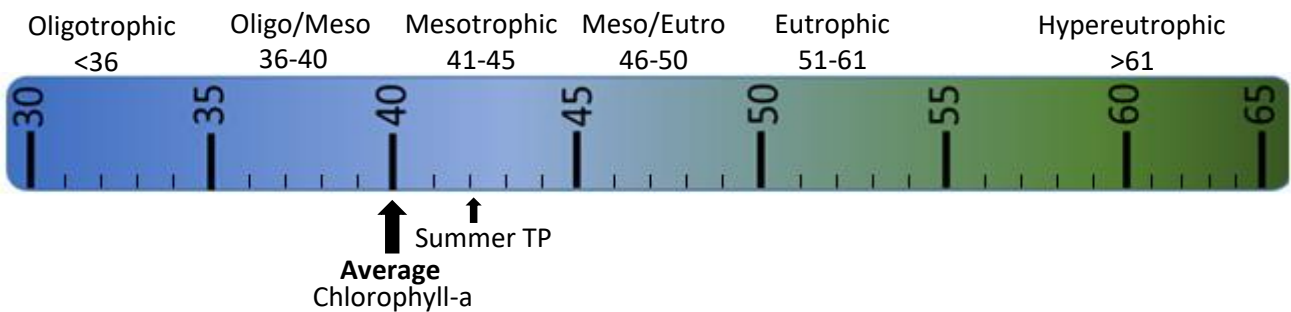 Oligotrophic Oligo/Meso Mesotrophic Meso/Eutro Eutrophic Hypereutrophic
<36 36-40 41-45 46-50 51-61 >61
30 35 40 45 50 55 60 65
Summer TP
Average
Chlorophyll-a